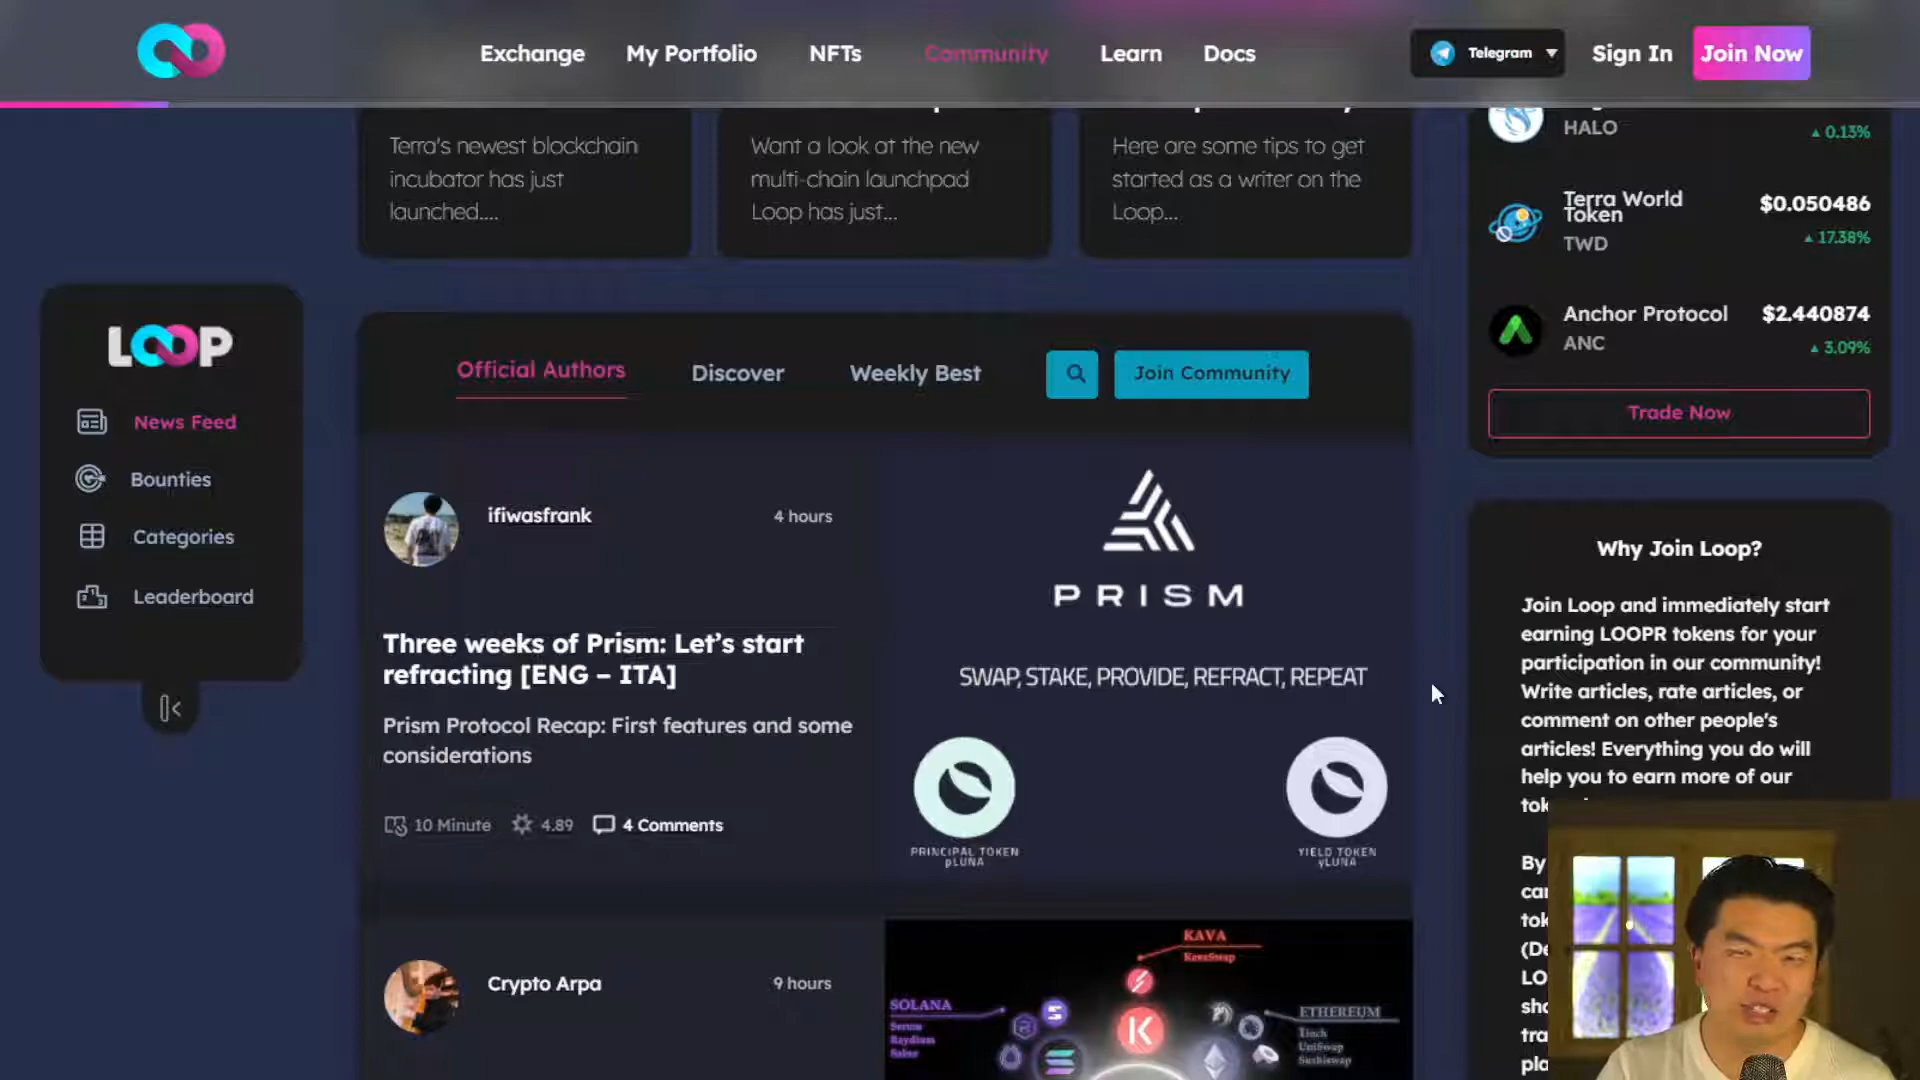 Exchange
My Portfolio
NFTs
Community
Learn
Docs
Telegram
Sign In
Join Now
Terra's newest blockchain
incubator has just
launched....
Want a look at the new
multi-chain launchpad
Loop has just...
Here are some tips to get
started as a writer on the
Loop...
HALO
0.13%
Terra World
Token
TWD
$0.050486
17.38%
Anchor Protocol
ANC
$2.440874
3.09%
Trade Now
LOOP
News Feed
Bounties
Categories
Leaderboard
Official Authors
Discover
Weekly Best
Join Community
ifiwasfrank
4 hours
Three weeks of Prism: Let's start
refracting [ENG – ITA]
Prism Protocol Recap: First features and some
considerations
10 Minute
4.89
4 Comments
PRISM
SWAP, STAKE, PROVIDE, REFRACT, REPEAT
PRINCIPAL TOKEN
pLUNA
YIELD TOKEN
yLUNA
Crypto Arpa
9 hours
KAVA
KavaSwap
SOLANA
Serum
Raydium
Saber
ETHEREUM
1inch
UniSwap
Sushiswap
Why Join Loop?
Join Loop and immediately start
earning LOOPR tokens for your
participation in our community!
Write articles, rate articles, or
comment on other people's
articles! Everything you do will
help you to earn more of our
By